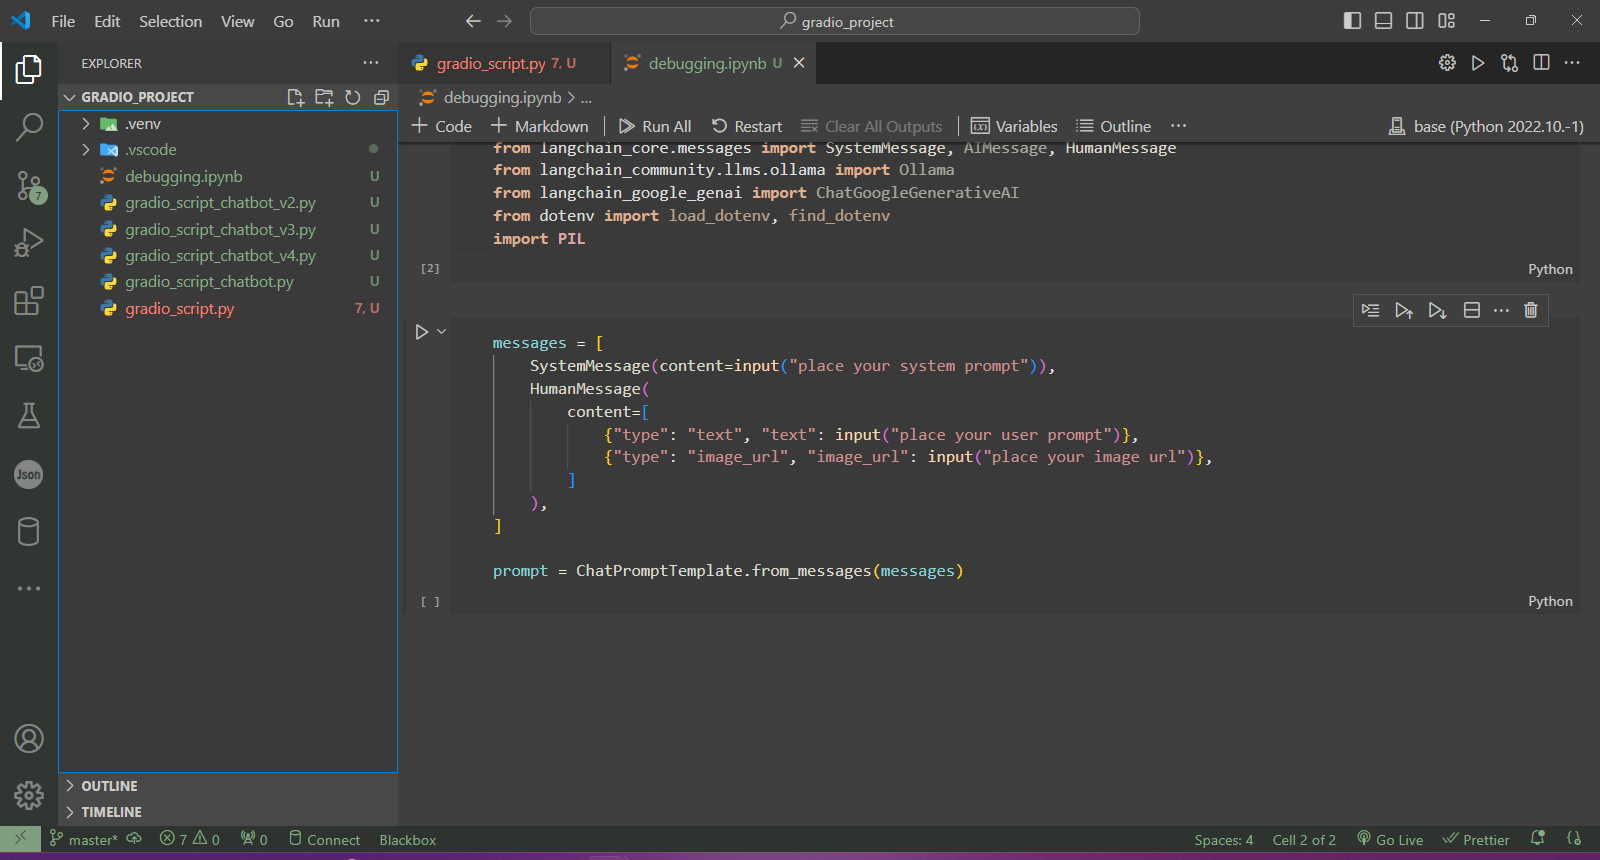 File Edit Selection View Go Run ...
gradio_project
EXPLORER
GRADIO_PROJECT
.venv
.vscode
debugging.ipynb U
gradio_script_chatbot_v2.py U
gradio_script_chatbot_v3.py U
gradio_script_chatbot_v4.py U
gradio_script_chatbot.py U
gradio_script.py 7, U
OUTLINE
TIMELINE
7
Json
gradio_script.py 7, U
debugging.ipynb U
debugging.ipynb > ...
+ Code + Markdown | Run All Restart Clear All Outputs | Variables Outline ...
base (Python 2022.10.-1)
from langchain_core.messages import SystemMessage, AIMessage, HumanMessage
from langchain_community.llms.ollama import Ollama
from langchain_google_genai import ChatGoogleGenerativeAI
from dotenv import load_dotenv, find_dotenv
import PIL
[2]
Python
messages = [
SystemMessage(content=input("place your system prompt")),
HumanMessage(
content=[
{"type": "text", "text": input("place your user prompt")},
{"type": "image_url", "image_url": input("place your image url")},
]
),
]
prompt = ChatPromptTemplate.from_messages(messages)
[ ]
Python
master* 7 0 0 Connect Blackbox
Spaces: 4 Cell 2 of 2 Go Live Prettier